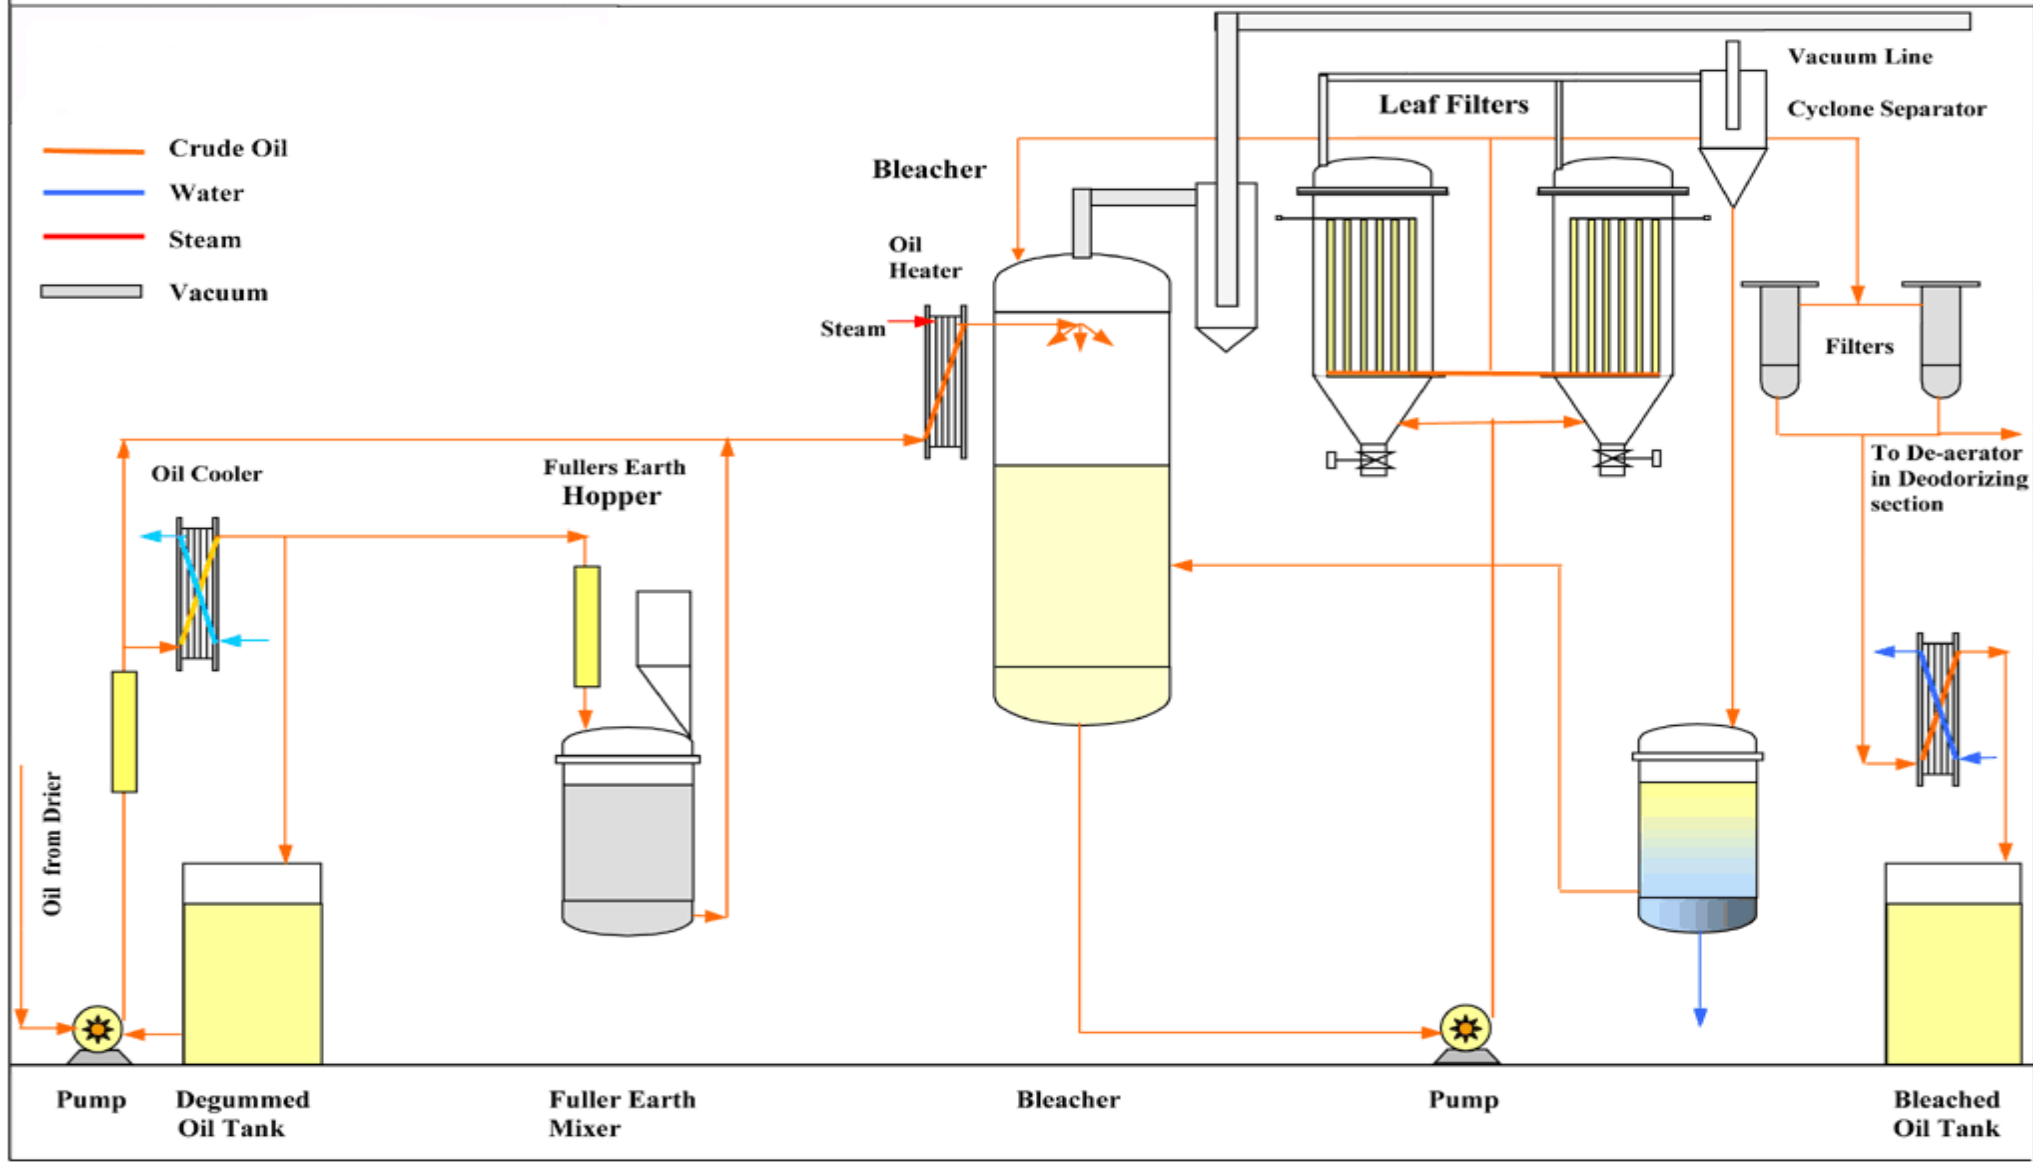 Vacuum Line
Cyclone Separator
Leaf Filters
Crude Oil
Water
Steam
Vacuum
Bleacher
Oil
Heater
Steam
Filters
To De-aerator
in Deodorizing
section
Oil Cooler
Fullers Earth
Hopper
Oil from Drier
Pump
Degummed
Oil Tank
Fuller Earth
Mixer
Bleacher
Pump
Bleached
Oil Tank